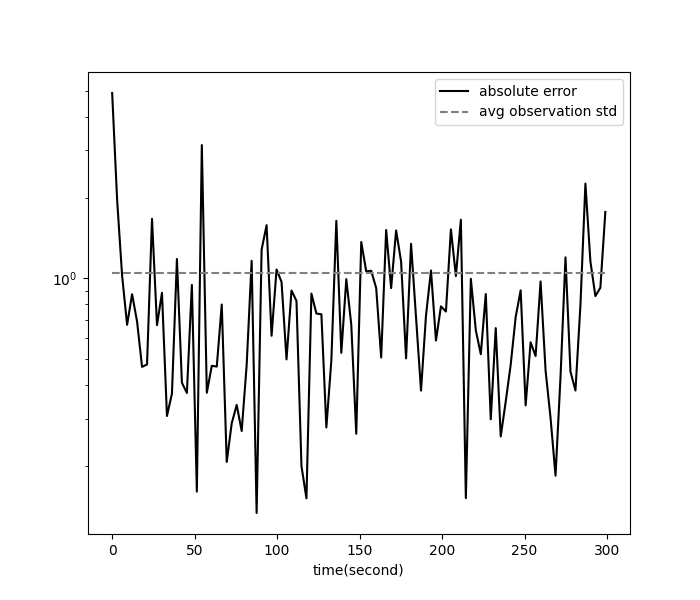 absolute error
avg observation std
10⁰
0 50 100 150 200 250 300
time(second)